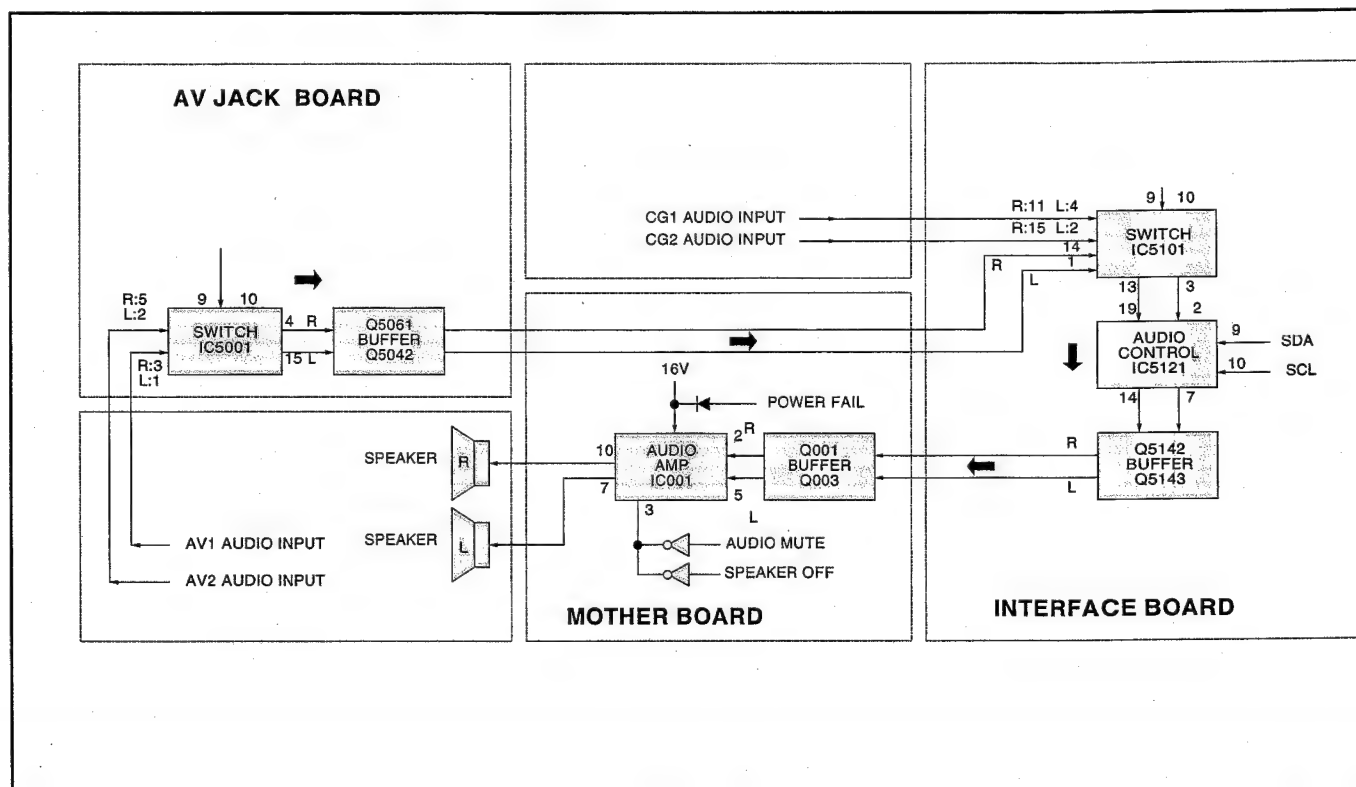 AV JACK BOARD
R:5
L:2
9 10
SWITCH
IC5001
R:3
L:1
4 R
15 L
Q5061
BUFFER
Q5042
CG1 AUDIO INPUT
CG2 AUDIO INPUT
R:11 L:4
R:15 L:2
14
R
1
L
9 10
SWITCH
IC5101
13 3
19 2
AUDIO
CONTROL
IC5121
9 SDA
10 SCL
14 7
Q5142
BUFFER
Q5143
R
L
INTERFACE BOARD
16V
POWER FAIL
2 R
10
AUDIO
AMP
IC001
7
5
L
3
Q001
BUFFER
Q003
AUDIO MUTE
SPEAKER OFF
MOTHER BOARD
SPEAKER R
SPEAKER L
AV1 AUDIO INPUT
AV2 AUDIO INPUT